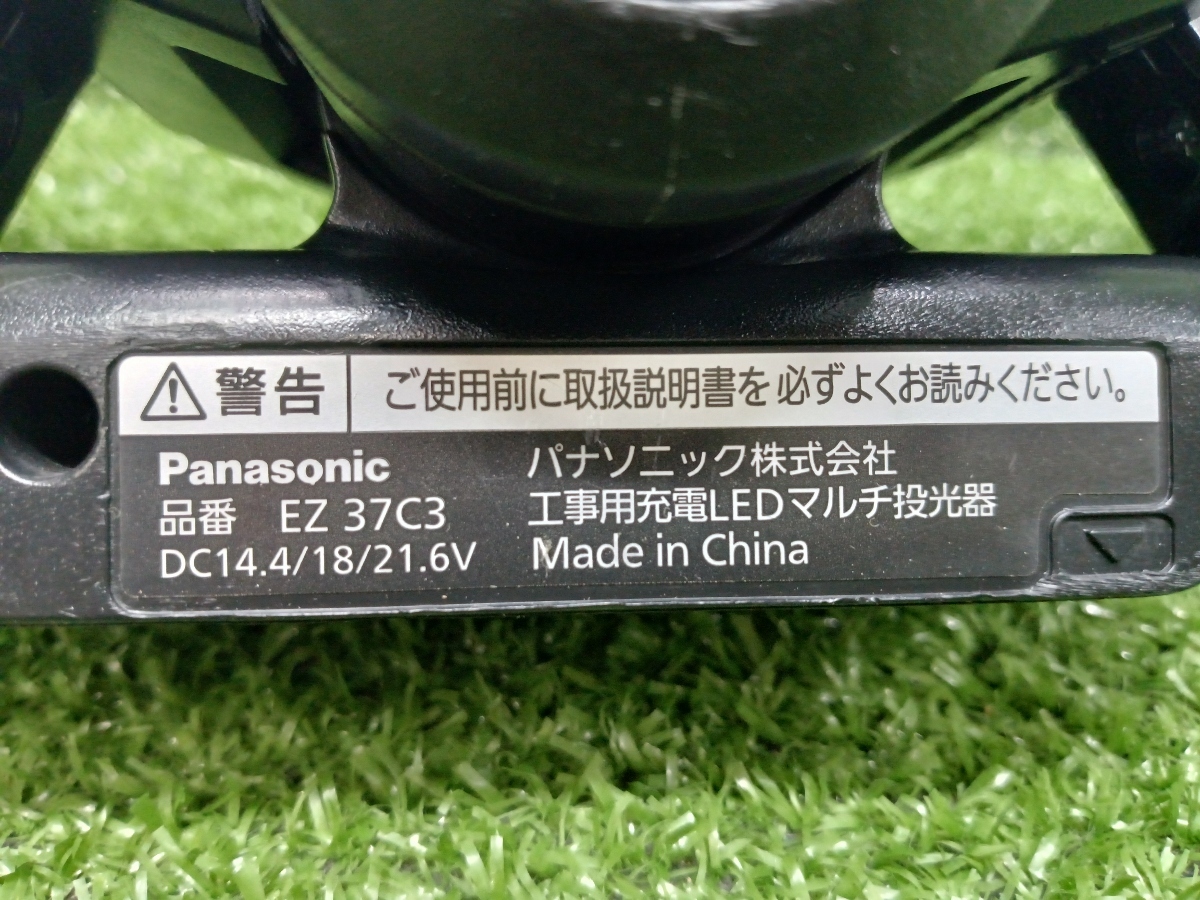 警告 ご使用前に取扱説明書を必ずよくお読みください。
Panasonic パナソニック株式会社
品番 EZ 37C3 工事用充電LEDマルチ投光器
DC14.4/18/21.6V Made in China